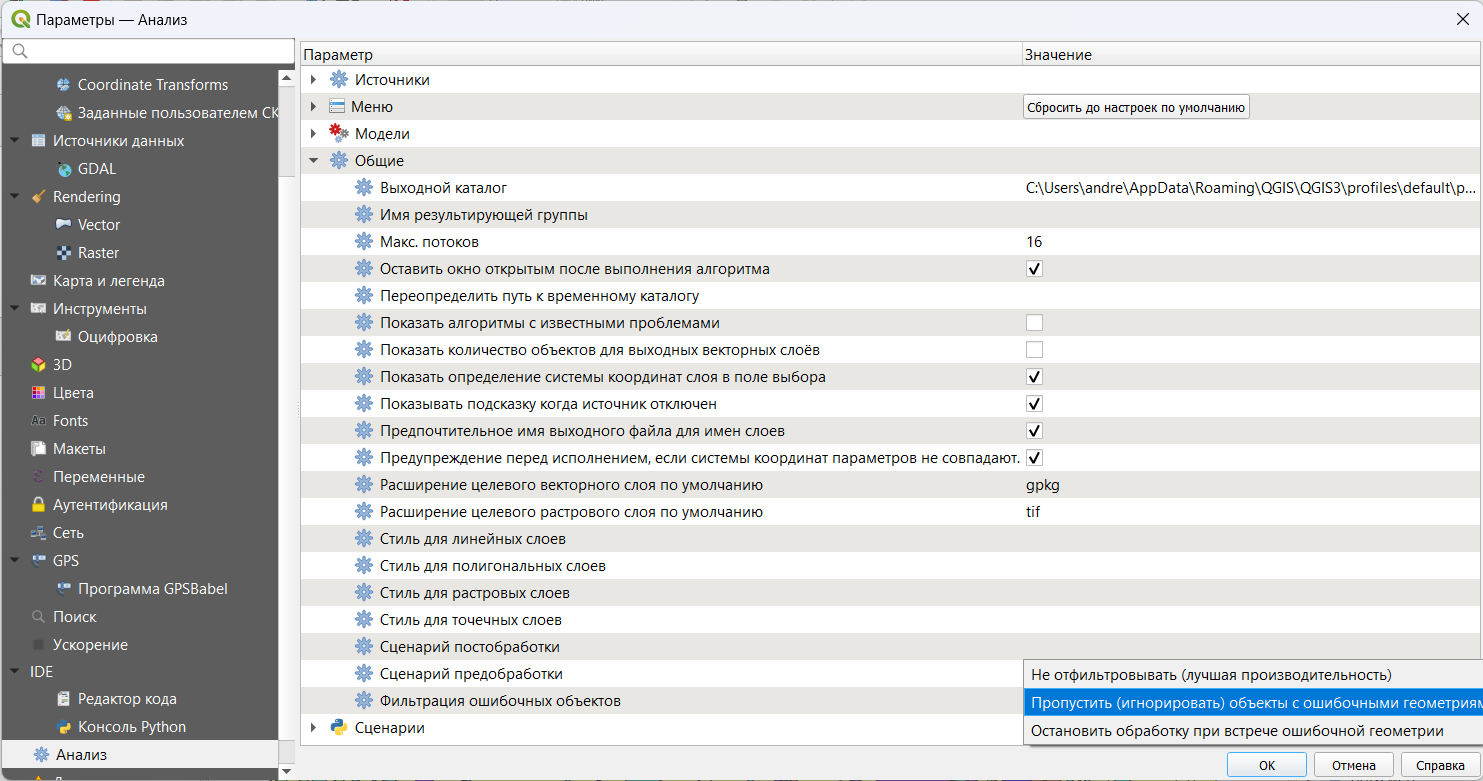 Параметры — Анализ
Coordinate Transforms
Заданные пользователем СК
Источники данных
GDAL
Rendering
Vector
Raster
Карта и легенда
Инструменты
Оцифровка
3D
Цвета
Fonts
Макеты
Переменные
Аутентификация
Сеть
GPS
Программа GPSBabel
Поиск
Ускорение
IDE
Редактор кода
Консоль Python
Анализ
Параметр Значение
Источники
Меню Сбросить до настроек по умолчанию
Модели
Общие
Выходной каталог C:\Users\andre\AppData\Roaming\QGIS\QGIS3\profiles\default\p...
Имя результирующей группы
Макс. потоков 16
Оставить окно открытым после выполнения алгоритма
Переопределить путь к временному каталогу
Показать алгоритмы с известными проблемами
Показать количество объектов для выходных векторных слоёв
Показать определение системы координат слоя в поле выбора
Показывать подсказку когда источник отключен
Предпочтительное имя выходного файла для имен слоев
Предупреждение перед исполнением, если системы координат параметров не совпадают.
Расширение целевого векторного слоя по умолчанию gpkg
Расширение целевого растрового слоя по умолчанию tif
Стиль для линейных слоев
Стиль для полигональных слоев
Стиль для растровых слоев
Стиль для точечных слоев
Сценарий постобработки
Сценарий предобработки
Фильтрация ошибочных объектов
Сценарии
Не отфильтровывать (лучшая производительность)
Пропустить (игнорировать) объекты с ошибочными геометриям
Остановить обработку при встрече ошибочной геометрии
ОК Отмена Справка